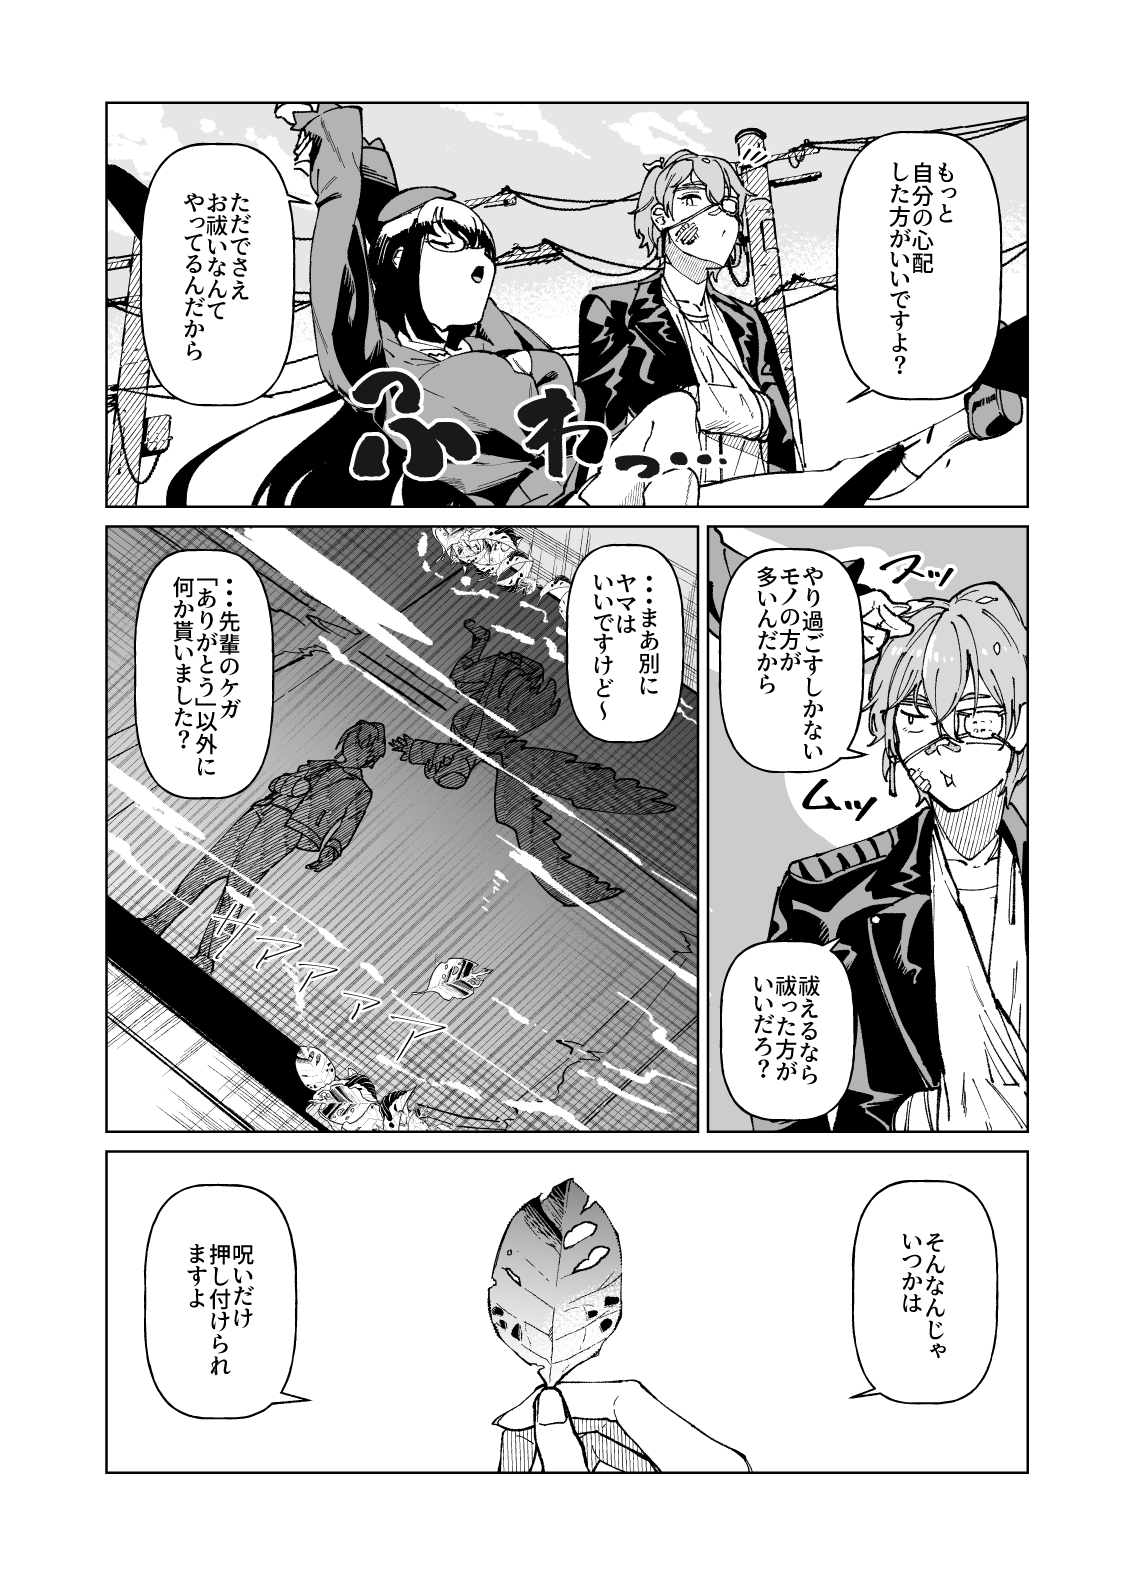 もっと
自分の心配
した方がいいですよ？
ただでさえ
お祓いなんて
やってるんだから
ふわっ…
スッ
やり過ごすしかない
モノの方が
多いんだから
ムッ
祓えるなら
祓った方が
いいだろ？
…まあ別に
ヤマは
いいですけど～
…先輩のケガ
「ありがとう」以外に
何か貰いました？
サアアアアア
そんなんじゃ
いつかは
呪いだけ
押し付けられ
ますよ